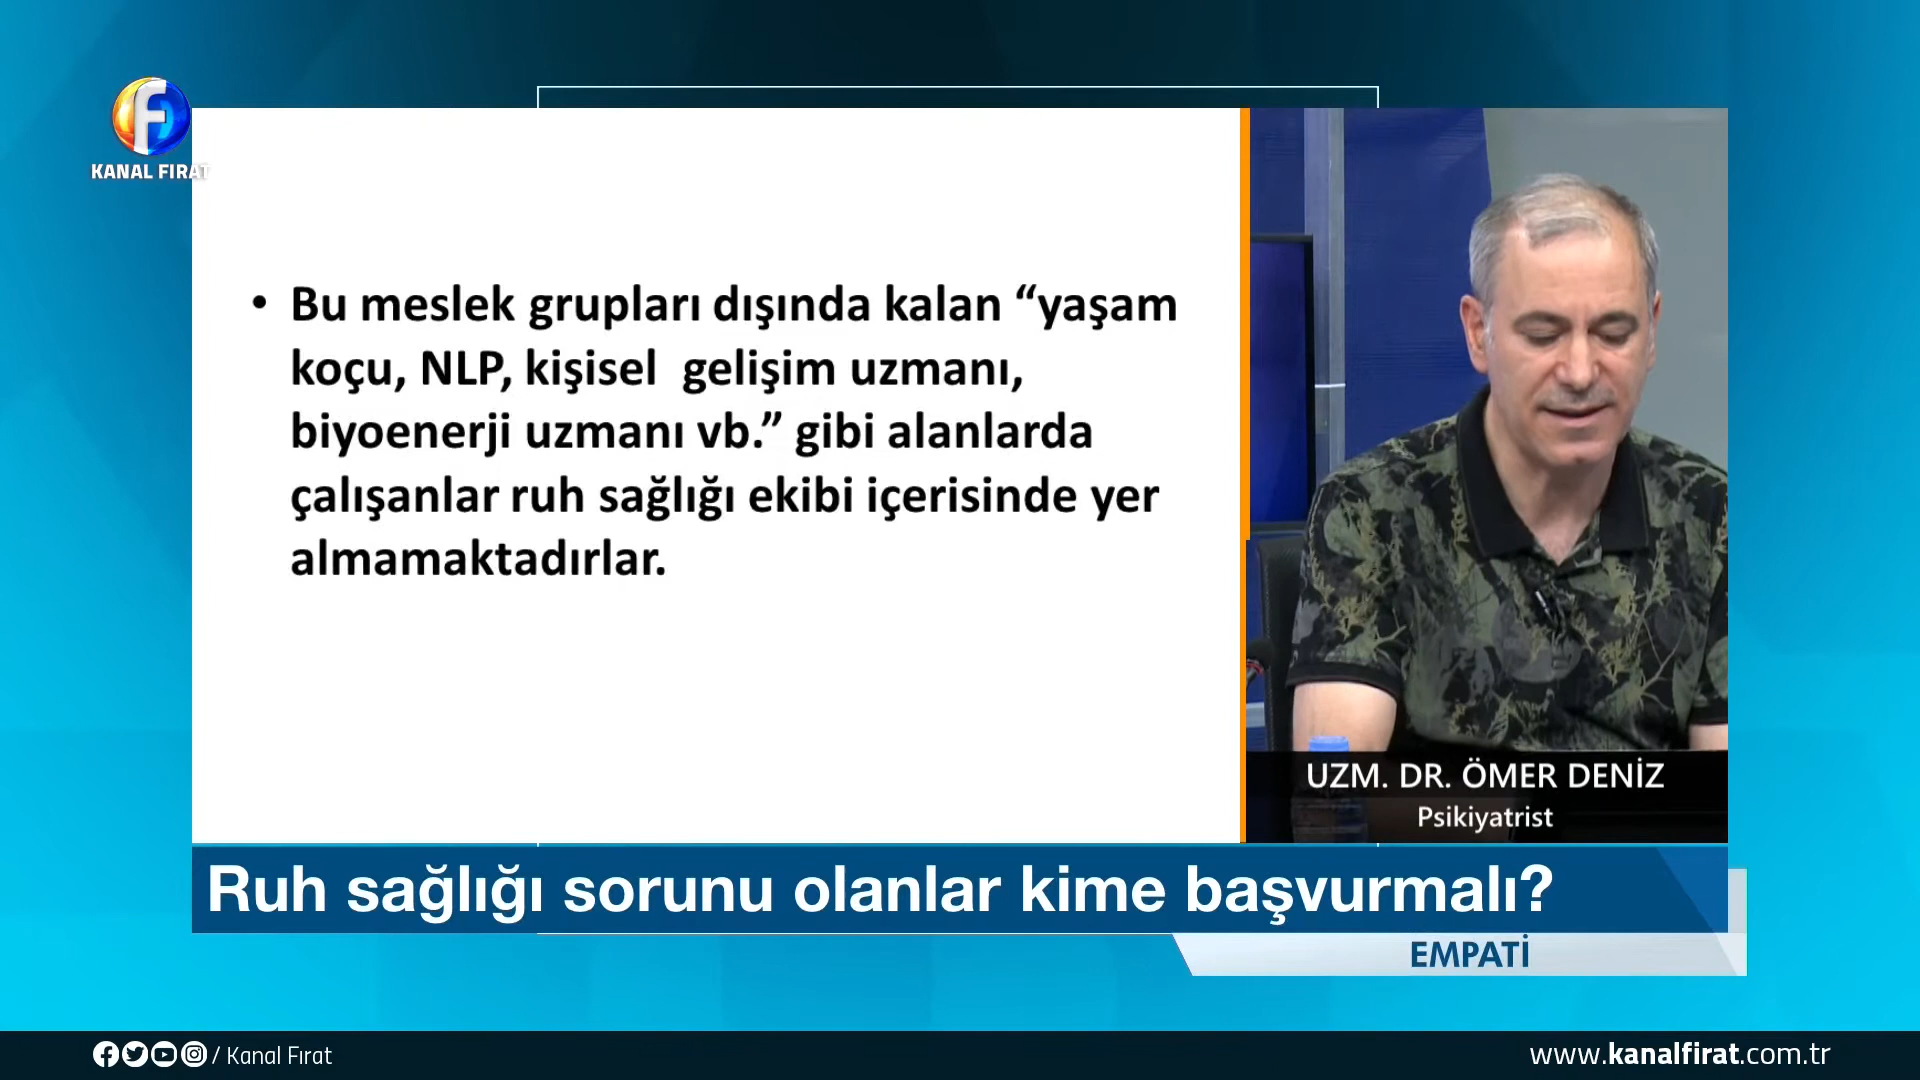 KANAL FIRAT
• Bu meslek grupları dışında kalan “yaşam
koçu, NLP, kişisel  gelişim uzmanı,
biyoenerji uzmanı vb.” gibi alanlarda
çalışanlar ruh sağlığı ekibi içerisinde yer
almamaktadırlar.
UZM. DR. ÖMER DENİZ
Psikiyatrist
Ruh sağlığı sorunu olanlar kime başvurmalı?
EMPATİ
/ Kanal Fırat
www.kanalfirat.com.tr